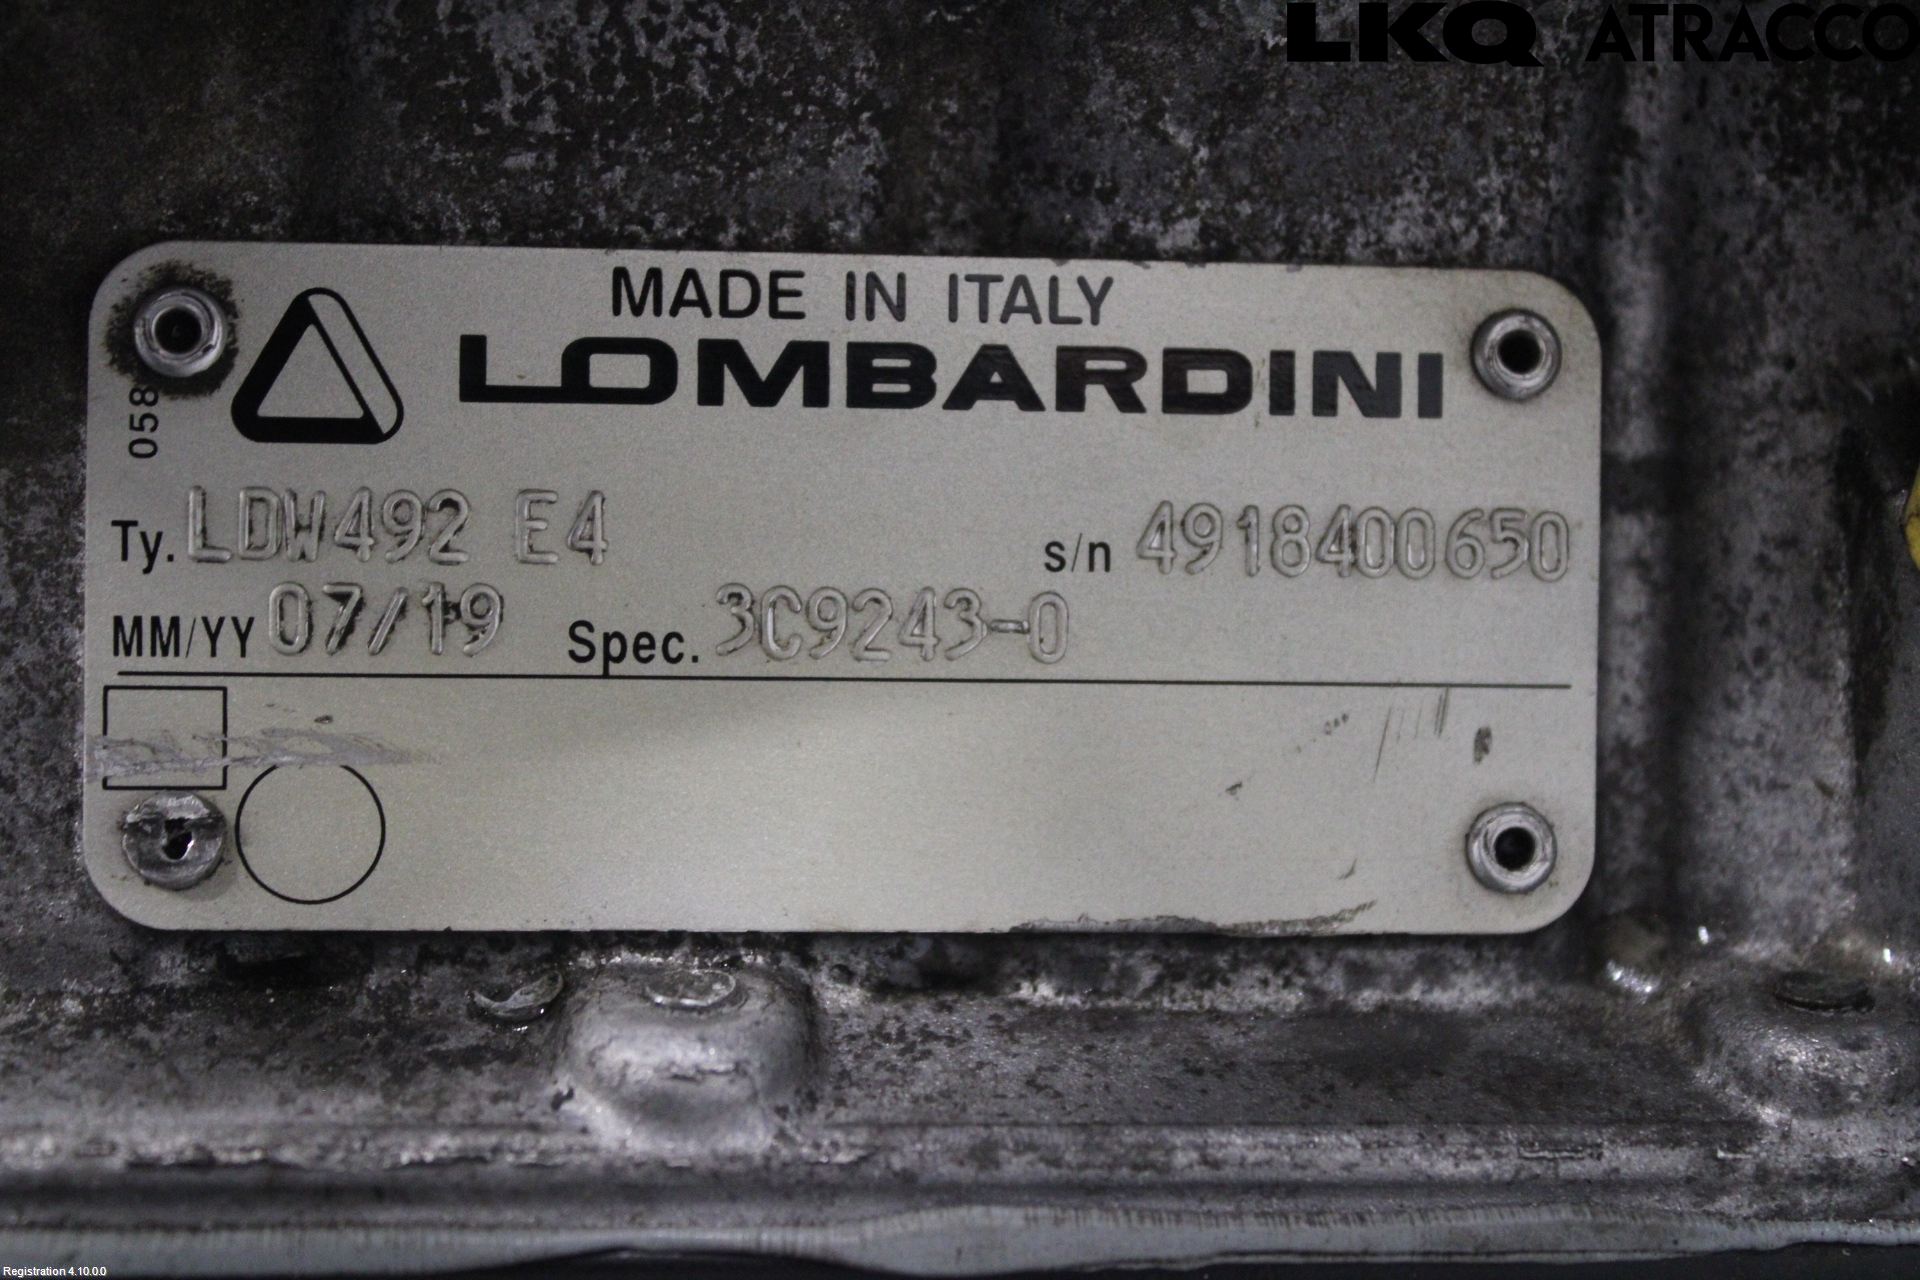 LKQ ATRACCO
MADE IN ITALY
LOMBARDINI
058
Ty. LDW492 E4 s/n 4918400650
MM/YY 07/19 Spec. 3C9243-0
Registration 4.10.0.0